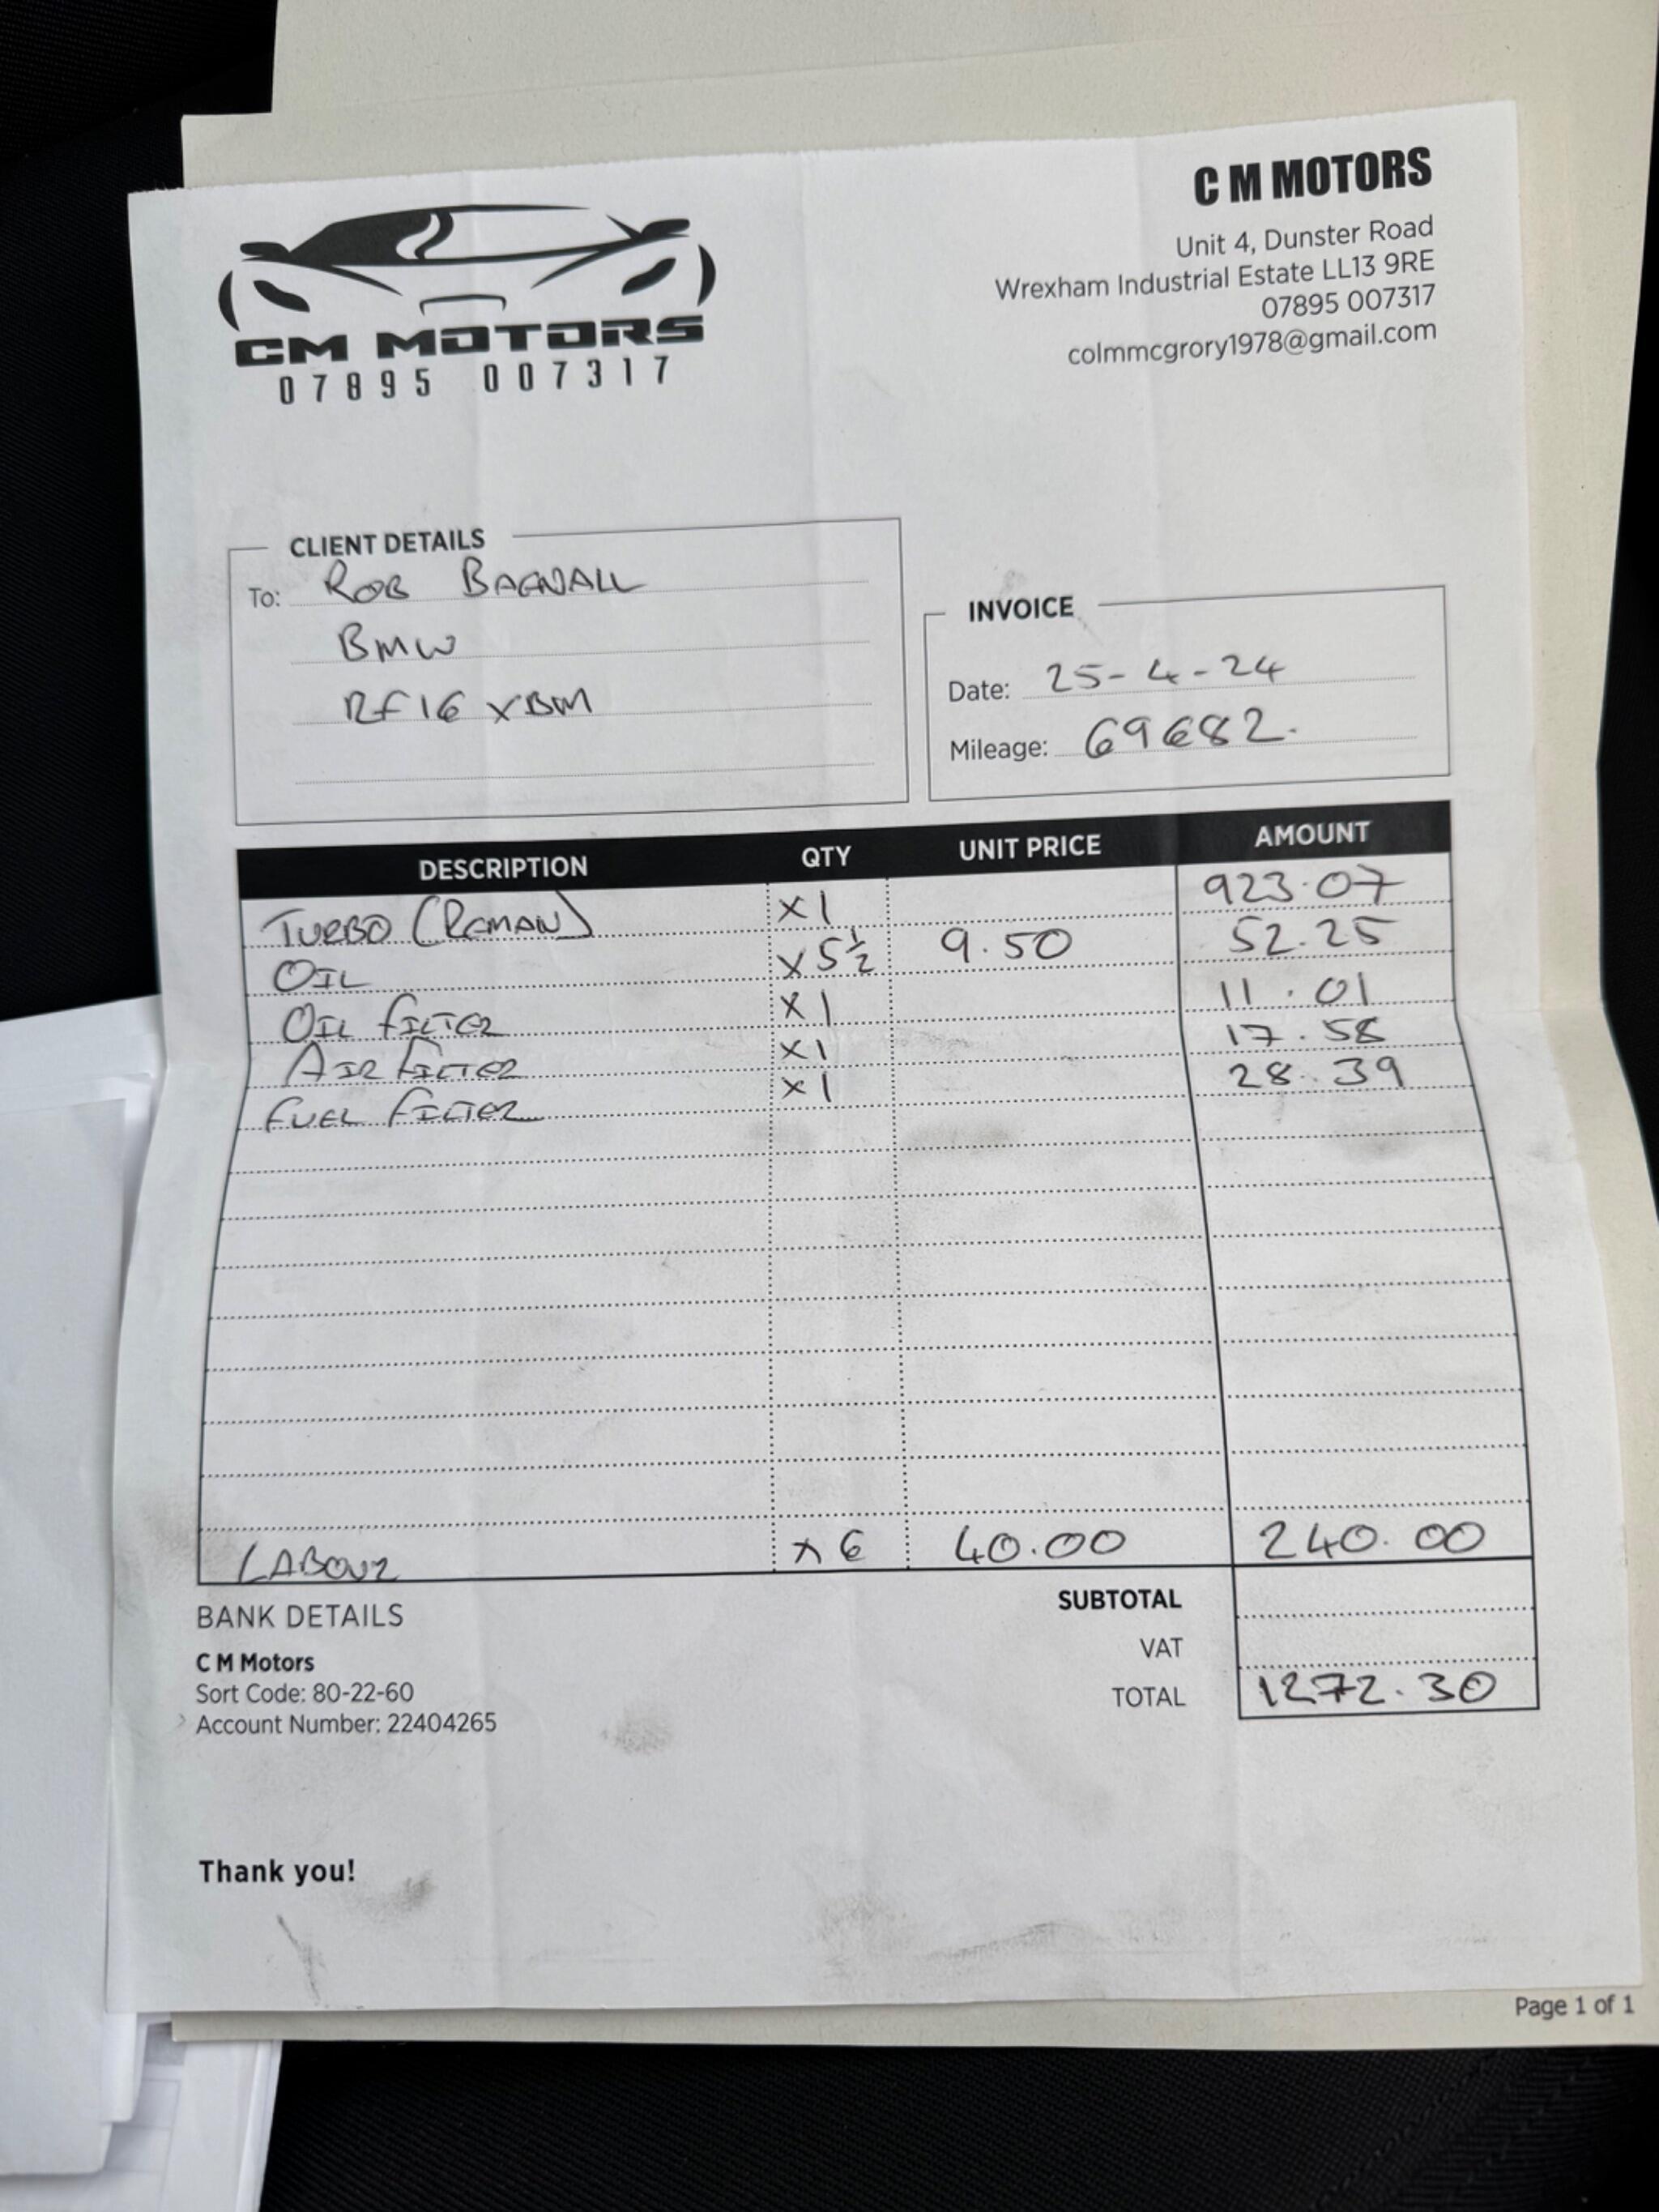 C M MOTORS
Unit 4, Dunster Road
Wrexham Industrial Estate LL13 9RE
07895 007317
colmmcgrory1978@gmail.com
CM MOTORS
07895 007317
CLIENT DETAILS
To: ROB BAGNALL
BMW
RF16 XBM
INVOICE
Date: 25-4-24
Mileage: 69682.
DESCRIPTION QTY UNIT PRICE AMOUNT
TURBO (REMAN) X1 923.07
OIL X5½ 9.50 52.25
OIL FILTER X1 11.01
AIR FILTER X1 17.58
FUEL FILTER X1 28.39
LABOUR X6 40.00 240.00
SUBTOTAL
VAT
TOTAL 1272.30
BANK DETAILS
C M Motors
Sort Code: 80-22-60
Account Number: 22404265
Thank you!
Page 1 of 1